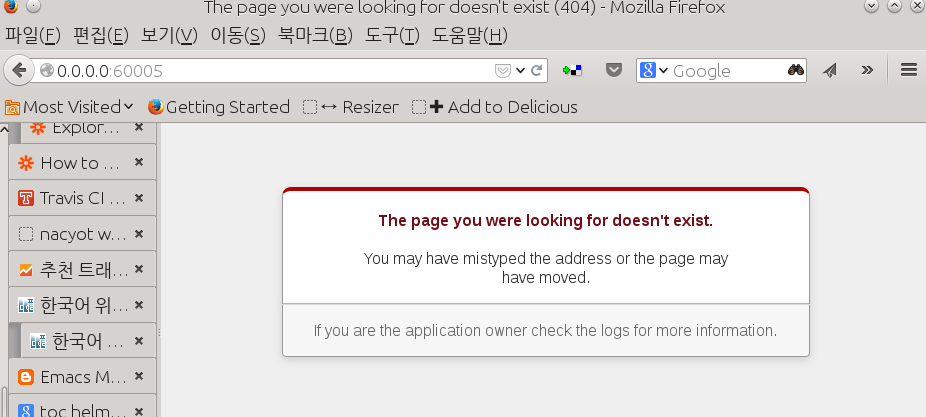 The page you were looking for doesn't exist (404) - Mozilla Firefox
파일(F) 편집(E) 보기(V) 이동(S) 북마크(B) 도구(T) 도움말(H)
0.0.0.0:60005
Google
Most Visited Getting Started Resizer Add to Delicious
Explor...
How to ...
Travis CI ...
nacyot w...
추천 트래...
한국어 위...
한국어 ...
Emacs M...
toc helm...
The page you were looking for doesn't exist.
You may have mistyped the address or the page may
have moved.
If you are the application owner check the logs for more information.